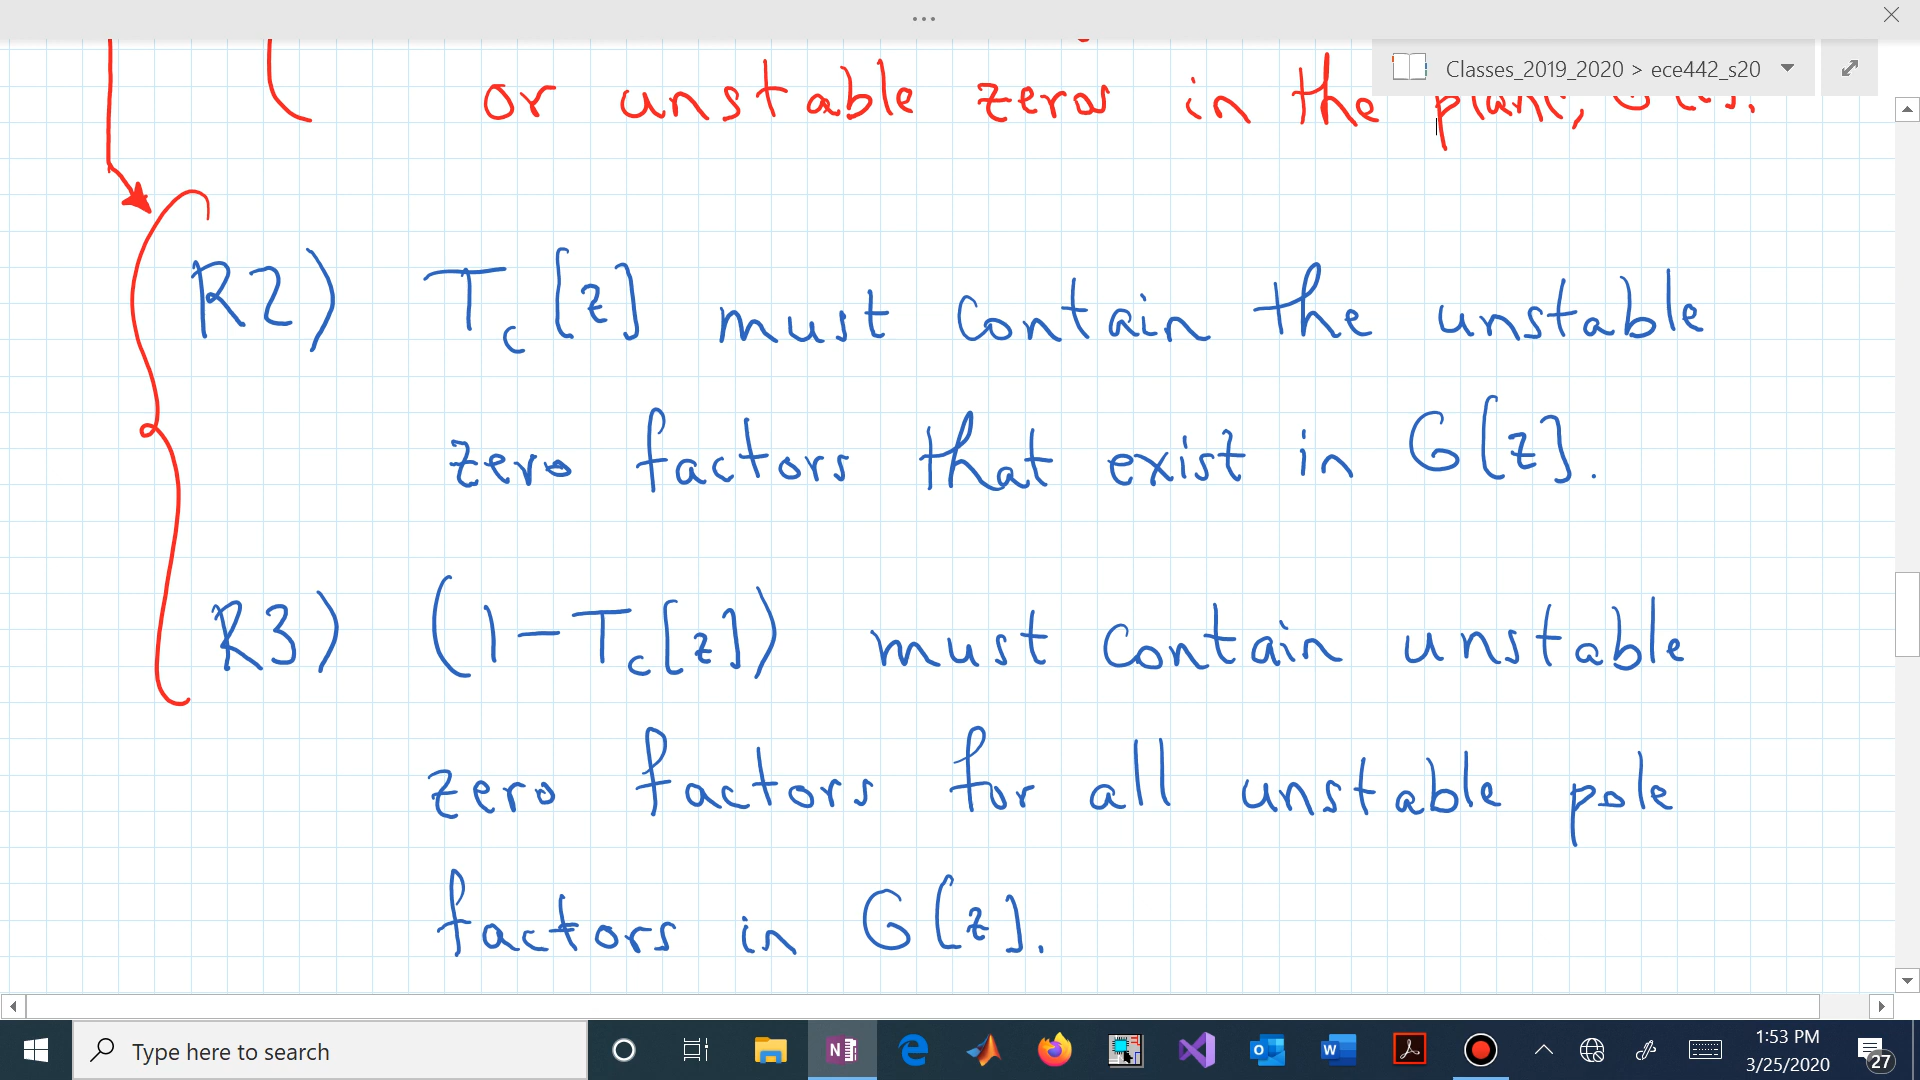 Classes_2019_2020 > ece442_s20
or unstable zeros in the plant,
R2) Tc[z] must contain the unstable
zero factors that exist in G[z].
R3) (1-Tc[z]) must contain unstable
zero factors for all unstable pole
factors in G[z].
Type here to search
1:53 PM
3/25/2020
27